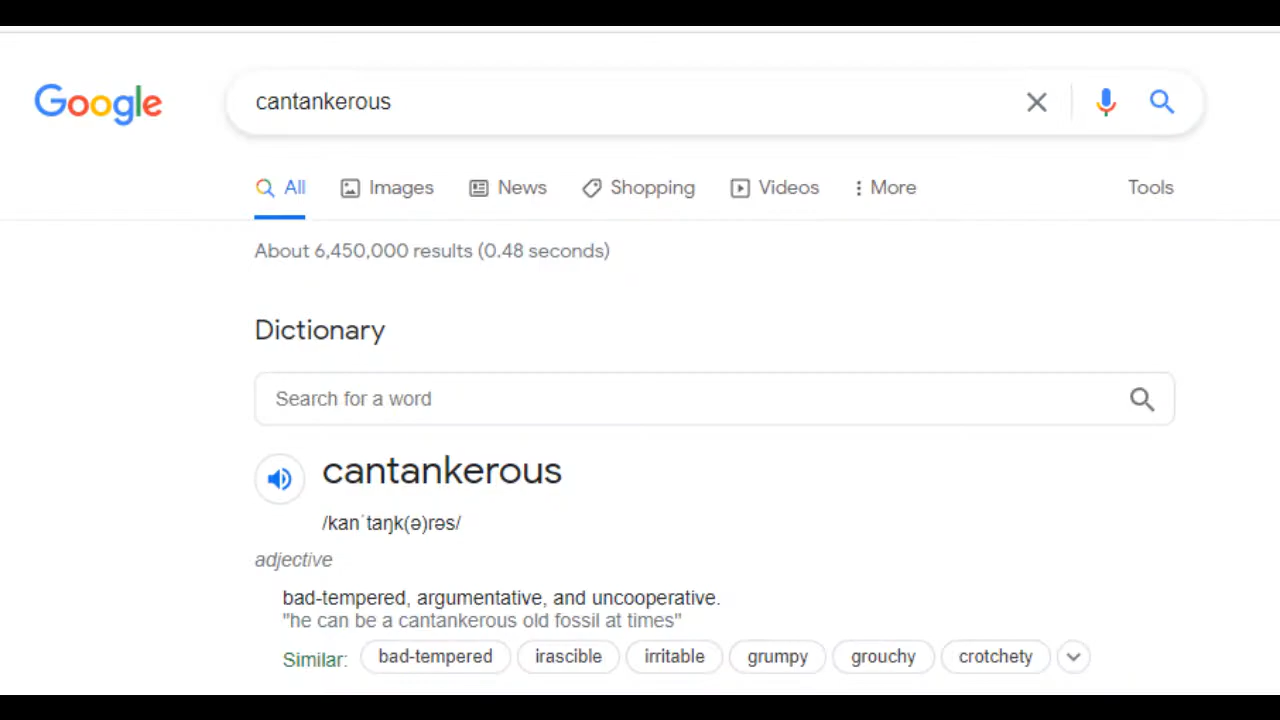 Google cantankerous
All Images News Shopping Videos More Tools
About 6,450,000 results (0.48 seconds)
Dictionary
Search for a word
cantankerous
/kanˈtaŋk(ə)rəs/
adjective
bad-tempered, argumentative, and uncooperative.
"he can be a cantankerous old fossil at times"
Similar: bad-tempered irascible irritable grumpy grouchy crotchety